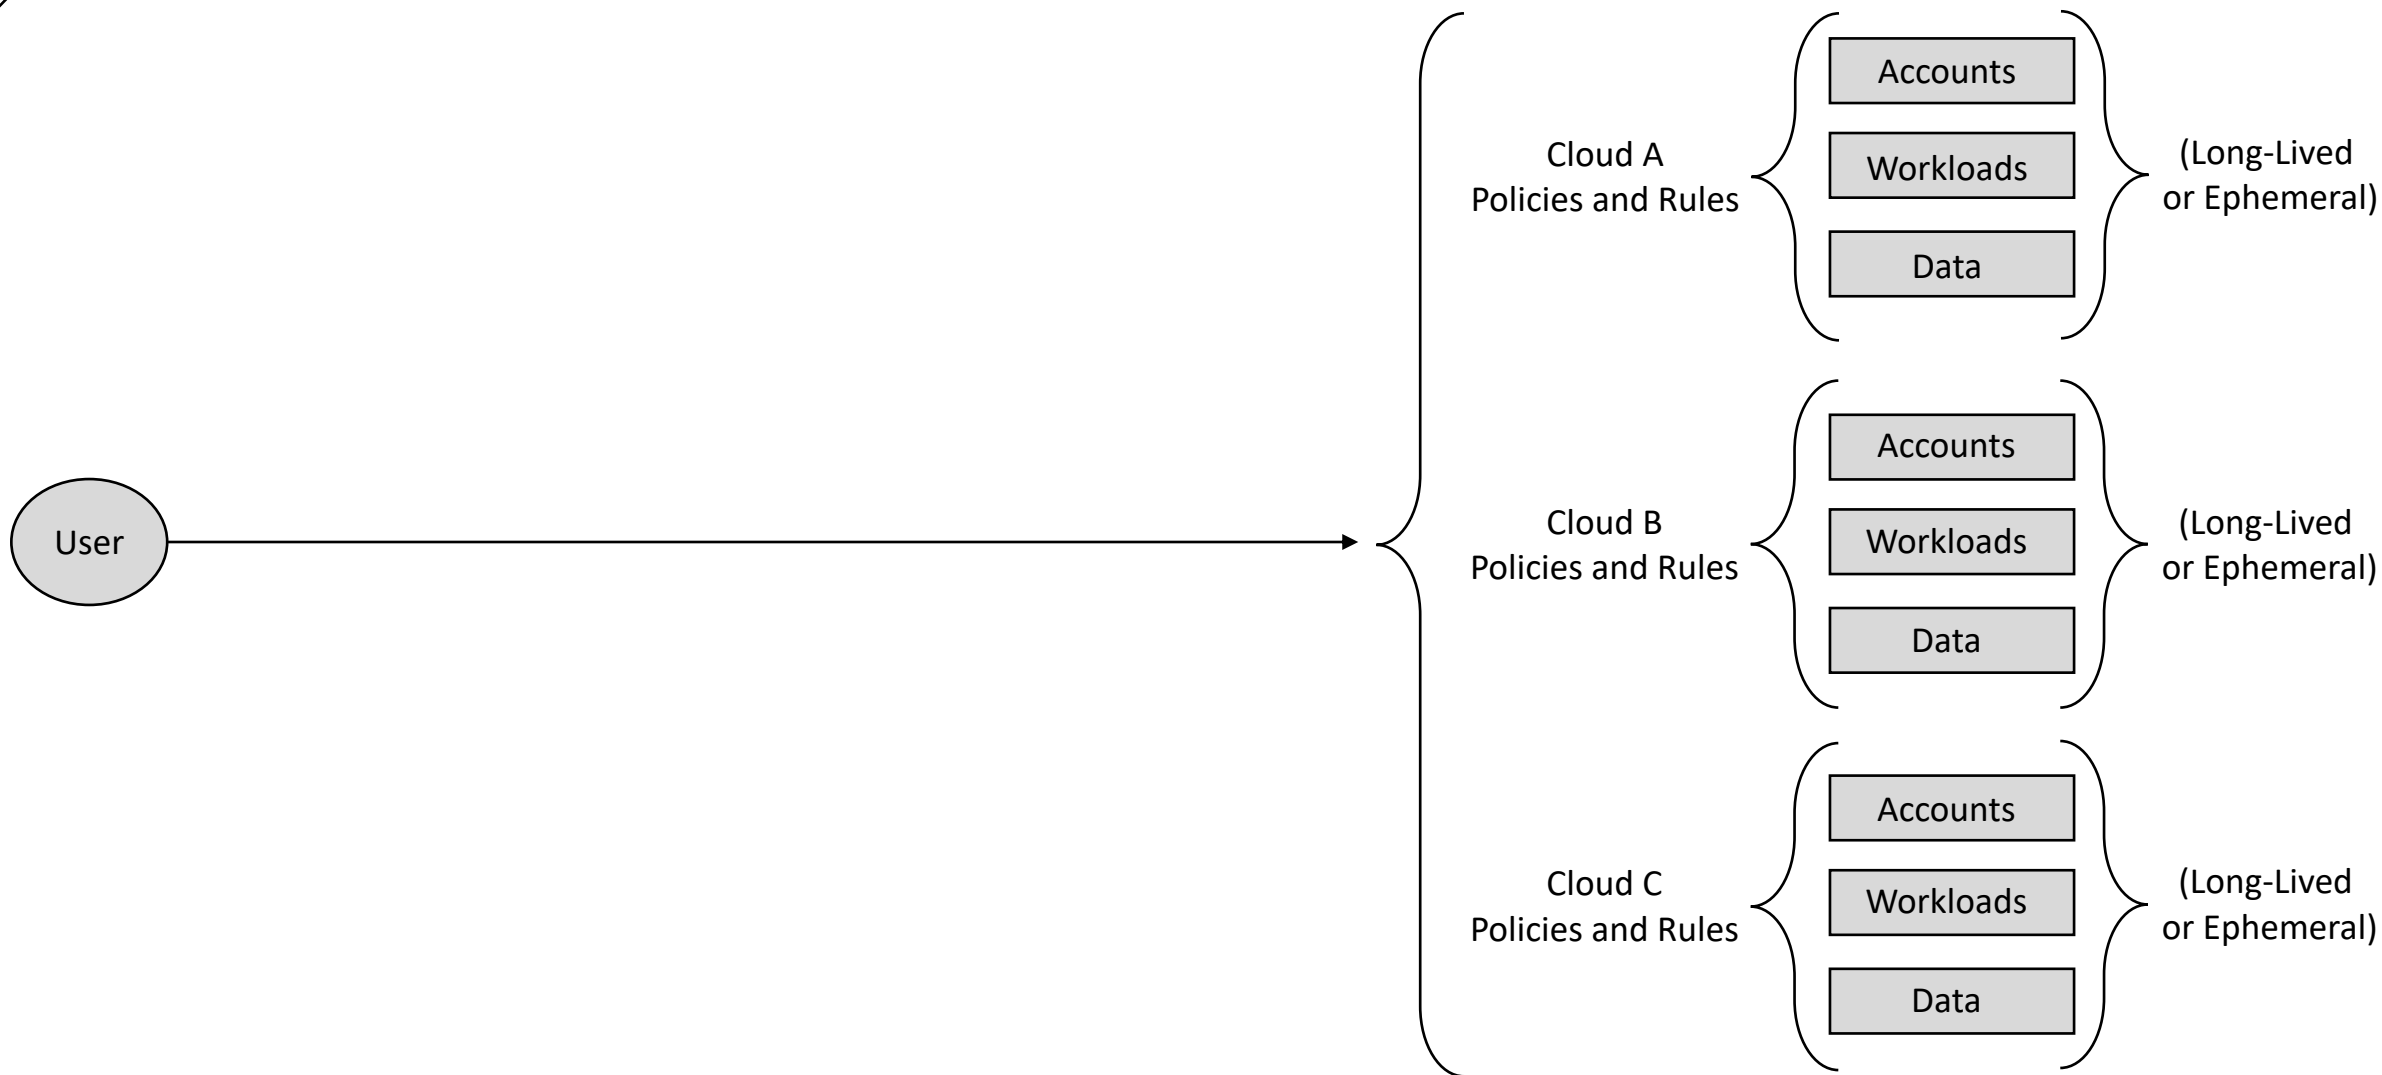 User
Cloud A
Policies and Rules
Accounts
Workloads
Data
(Long-Lived
or Ephemeral)
Cloud B
Policies and Rules
Accounts
Workloads
Data
(Long-Lived
or Ephemeral)
Cloud C
Policies and Rules
Accounts
Workloads
Data
(Long-Lived
or Ephemeral)